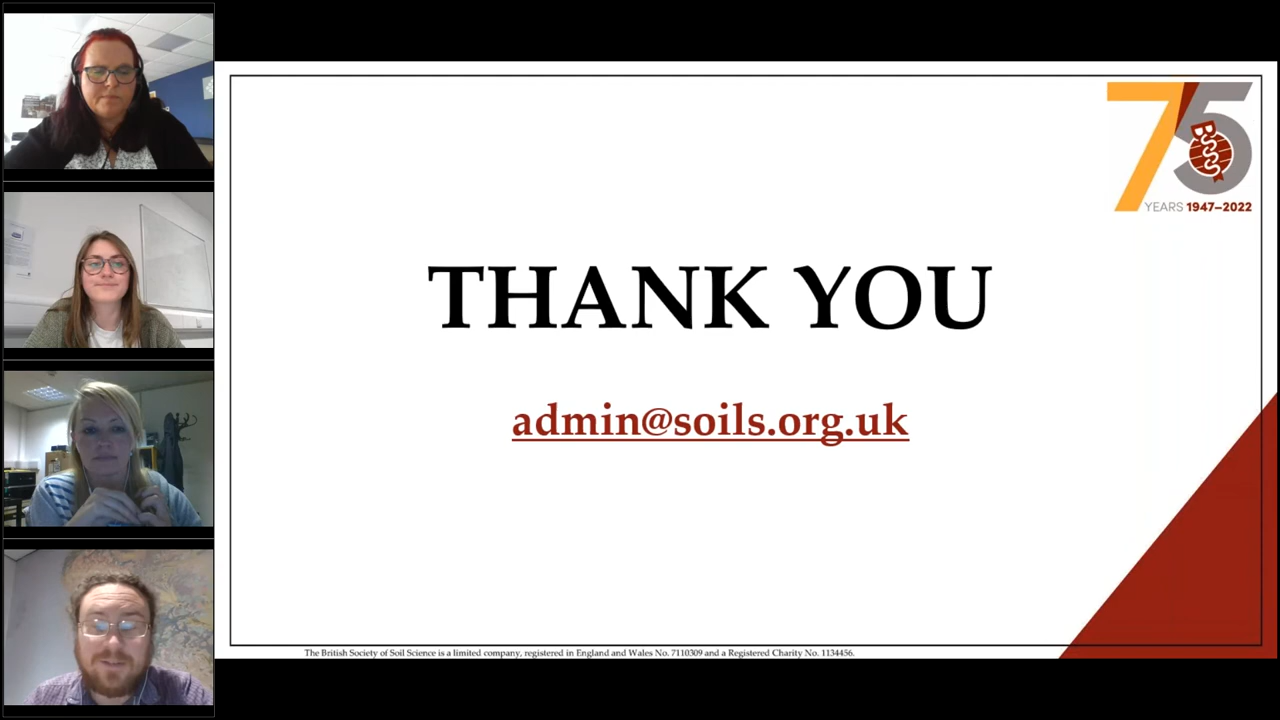 75
BSSS
YEARS 1947–2022
THANK YOU
admin@soils.org.uk
The British Society of Soil Science is a limited company, registered in England and Wales No. 7110309 and a Registered Charity No. 1134456.